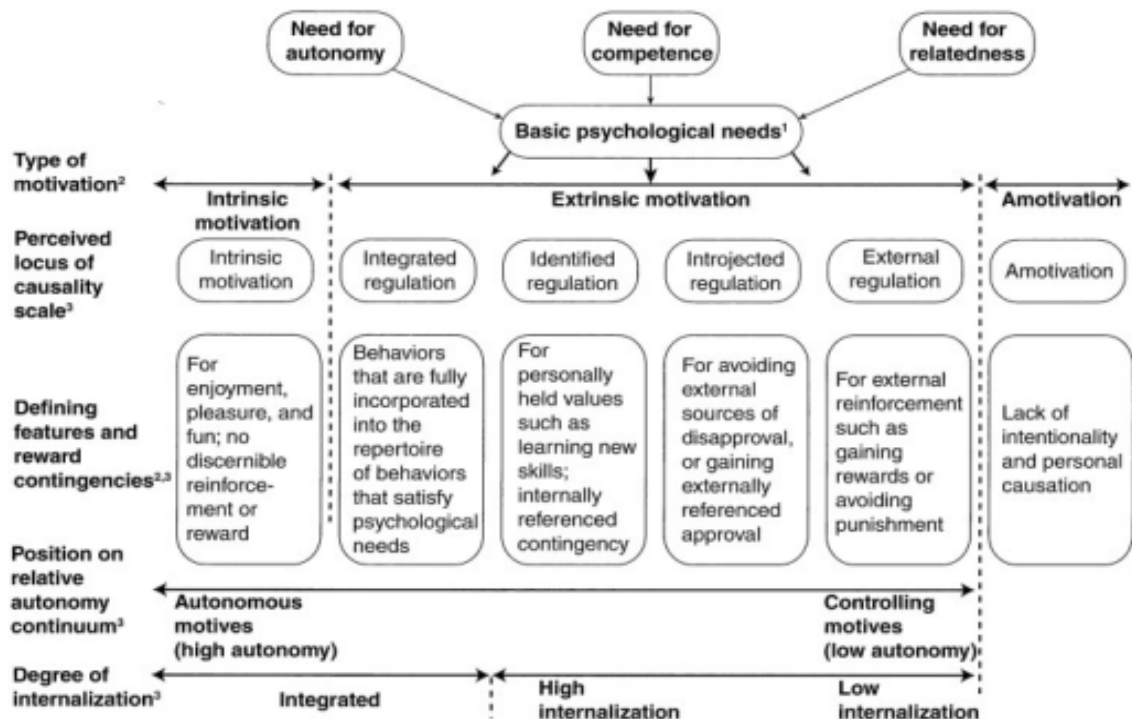 Need for
autonomy
Need for
competence
Need for
relatedness
Basic psychological needs¹
Type of
motivation²
Intrinsic
motivation
Extrinsic motivation
Amotivation
Perceived
locus of
causality
scale³
Intrinsic
motivation
Integrated
regulation
Identified
regulation
Introjected
regulation
External
regulation
Amotivation
Defining
features and
reward
contingencies²,³
For
enjoyment,
pleasure, and
fun; no
discernible
reinforce-
ment or
reward
Behaviors
that are fully
incorporated
into the
repertoire
of behaviors
that satisfy
psychological
needs
For
personally
held values
such as
learning new
skills;
internally
referenced
contingency
For avoiding
external
sources of
disapproval,
or gaining
externally
referenced
approval
For external
reinforcement
such as
gaining
rewards or
avoiding
punishment
Lack of
intentionality
and personal
causation
Position on
relative
autonomy
continuum³
Autonomous
motives
(high autonomy)
Controlling
motives
(low autonomy)
Degree of
internalization³
Integrated
High
internalization
Low
internalization